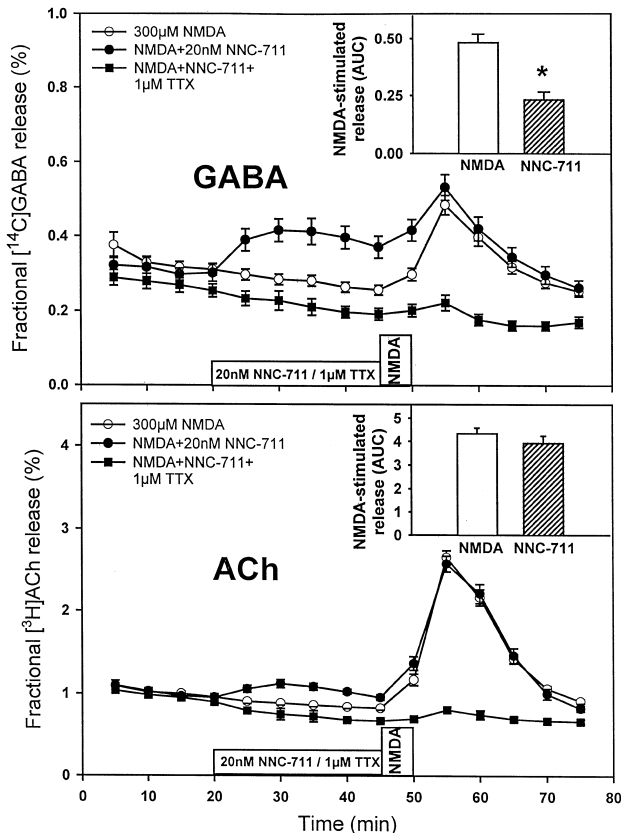 1.0
0.8
0.6
0.4
0.2
0.0
Fractional [¹⁴C]GABA release (%)
300µM NMDA
NMDA+20nM NNC-711
NMDA+NNC-711+
1µM TTX
GABA
NMDA-stimulated
release (AUC)
0.50
0.25
0.00
NMDA
NNC-711
*
20nM NNC-711 / 1µM TTX
NMDA
4
3
2
1
0
Fractional [³H]ACh release (%)
300µM NMDA
NMDA+20nM NNC-711
NMDA+NNC-711+
1µM TTX
ACh
NMDA-stimulated
release (AUC)
5
4
3
2
1
0
NMDA
NNC-711
20nM NNC-711 / 1µM TTX
NMDA
0 10 20 30 40 50 60 70 80
Time (min)